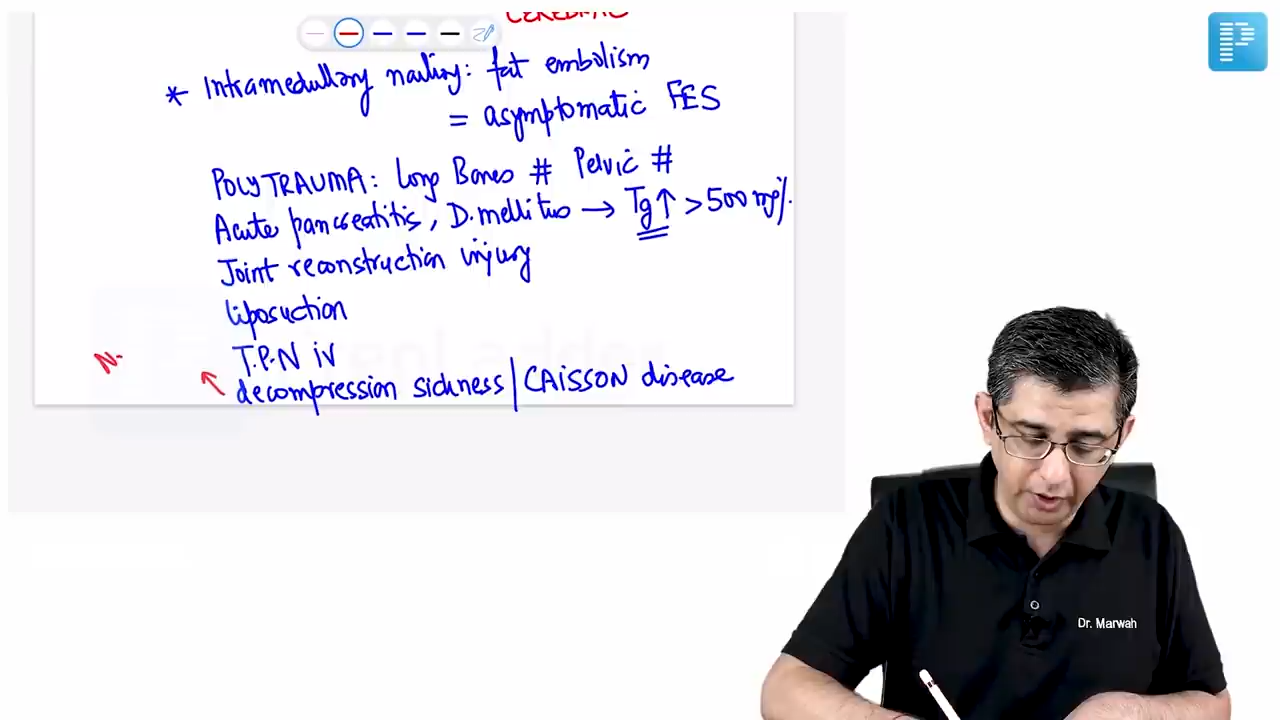 CEREBRAL
* Intramedullary nailing: fat embolism
= asymptomatic FES
POLYTRAUMA: Long Bones # Pelvic #
Acute pancreatitis, D.mellitus → Tg↑ >500 mg%.
Joint reconstruction injury
liposuction
T.P.N iv
N-
decompression sickness | CAISSON disease
Dr. Marwah